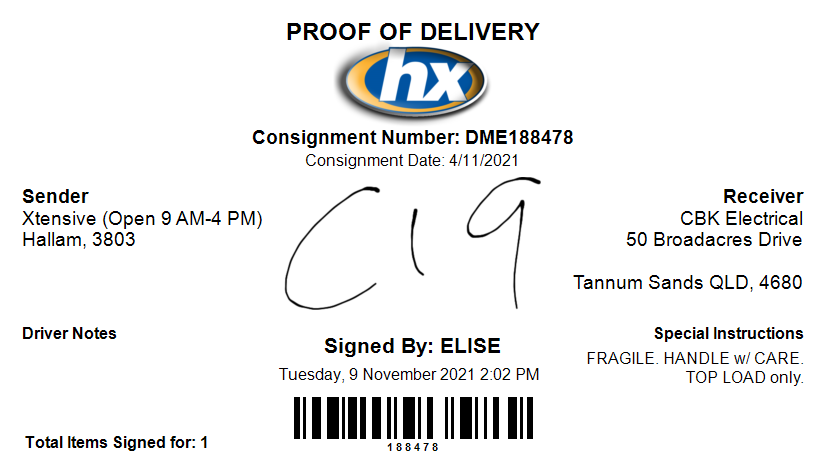 PROOF OF DELIVERY
hx
Consignment Number: DME188478
Consignment Date: 4/11/2021
Sender
Xtensive (Open 9 AM-4 PM)
Hallam, 3803
C19
Receiver
CBK Electrical
50 Broadacres Drive
Tannum Sands QLD, 4680
Driver Notes
Signed By: ELISE
Tuesday, 9 November 2021 2:02 PM
Special Instructions
FRAGILE. HANDLE w/ CARE.
TOP LOAD only.
188478
Total Items Signed for: 1